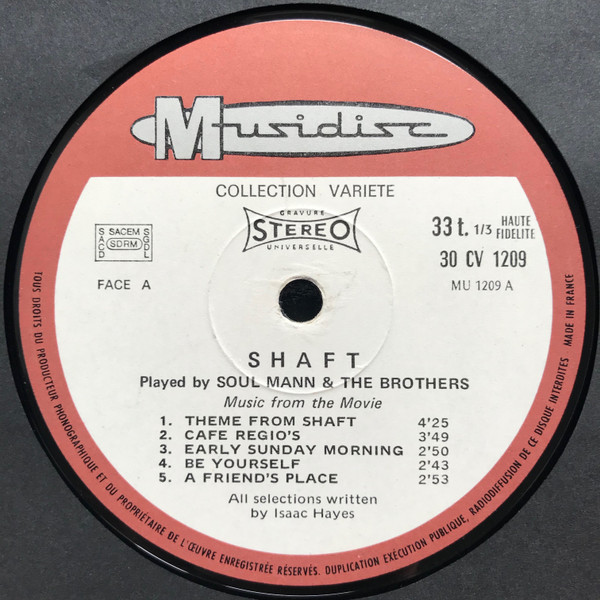 Musidisc
COLLECTION VARIETE
GRAVURE
STEREO
UNIVERSELLE
SACD
SACEM
SDRM
SGDL
33 t. 1/3 HAUTE FIDELITE
30 CV 1209
FACE A
MU 1209 A
SHAFT
Played by SOUL MANN & THE BROTHERS
Music from the Movie
1. THEME FROM SHAFT 4'25
2. CAFE REGIO'S 3'49
3. EARLY SUNDAY MORNING 2'50
4. BE YOURSELF 2'43
5. A FRIEND'S PLACE 2'53
All selections written
by Isaac Hayes
TOUS DROITS DU PRODUCTEUR PHONOGRAPHIQUE ET DU PROPRIÉTAIRE DE L'ŒUVRE ENREGISTRÉE RÉSERVÉS. DUPLICATION EXÉCUTION PUBLIQUE, RADIODIFFUSION DE CE DISQUE INTERDITES MADE IN FRANCE